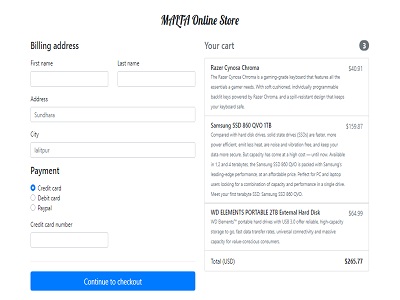 MALTA Online Store
Billing address
First name
Last name
Address
Sundhara
City
lalitpur
Payment
Credit card
Debit card
Paypal
Credit card number
Continue to checkout
Your cart
3
Razer Cynosa Chroma
$40.91
The Razer Cynosa Chroma is a gaming-grade keyboard that features all the
essentials a gamer needs. With soft cushioned, individually programmable
backlit keys powered by Razer Chroma, and a spill-resistant design that keeps
your keyboard safe.
Samsung SSD 860 QVO 1TB
$159.87
Compared with hard disk drives, solid state drives (SSDs) are faster, more
power efficient, emit less heat, are noise and vibration free, and keep your
data more secure. But capacity has come at a high cost — until now. Available
in 1,2 and 4 terabytes, the Samsung SSD 860 QVO is packed with Samsung's
leading-edge performance, at an affordable price. Perfect for PC and laptop
users looking for a combination of capacity and performance in a single drive.
Meet your first terabyte SSD: Samsung SSD 860 QVO.
WD ELEMENTS PORTABLE 2TB External Hard Disk
$64.99
WD Elements™ portable hard drives with USB 3.0 offer reliable, high-capacity
storage to go, fast data transfer rates, universal connectivity and massive
capacity for value-conscious consumers.
Total (USD)
$265.77